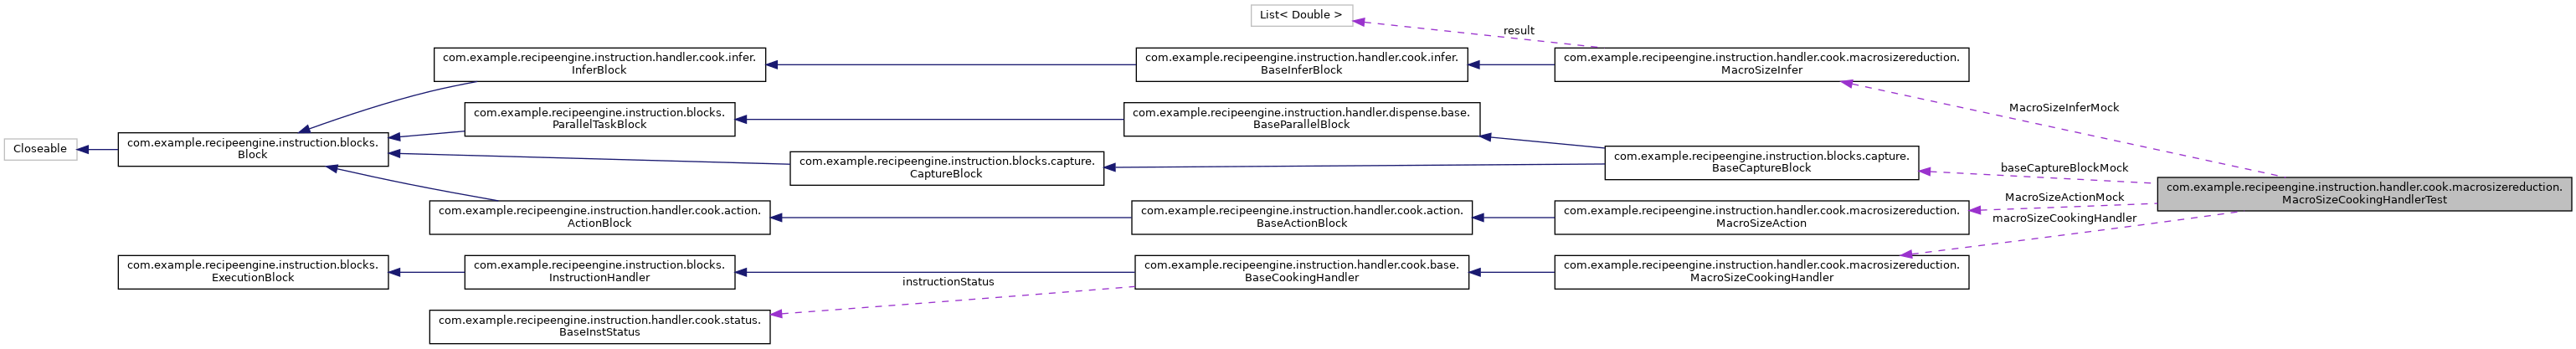 List< Double >
result
com.example.recipeengine.instruction.handler.cook.infer.
InferBlock
com.example.recipeengine.instruction.handler.cook.infer.
BaseInferBlock
com.example.recipeengine.instruction.handler.cook.macrosizereduction.
MacroSizeInfer
MacroSizeInferMock
com.example.recipeengine.instruction.blocks.
ParallelTaskBlock
com.example.recipeengine.instruction.handler.dispense.base.
BaseParallelBlock
Closeable
com.example.recipeengine.instruction.blocks.
Block
com.example.recipeengine.instruction.blocks.capture.
CaptureBlock
com.example.recipeengine.instruction.blocks.capture.
BaseCaptureBlock
baseCaptureBlockMock
com.example.recipeengine.instruction.handler.cook.macrosizereduction.
MacroSizeCookingHandlerTest
MacroSizeActionMock
com.example.recipeengine.instruction.handler.cook.action.
ActionBlock
com.example.recipeengine.instruction.handler.cook.action.
BaseActionBlock
com.example.recipeengine.instruction.handler.cook.macrosizereduction.
MacroSizeAction
macroSizeCookingHandler
com.example.recipeengine.instruction.blocks.
ExecutionBlock
com.example.recipeengine.instruction.blocks.
InstructionHandler
com.example.recipeengine.instruction.handler.cook.base.
BaseCookingHandler
com.example.recipeengine.instruction.handler.cook.macrosizereduction.
MacroSizeCookingHandler
instructionStatus
com.example.recipeengine.instruction.handler.cook.status.
BaseInstStatus